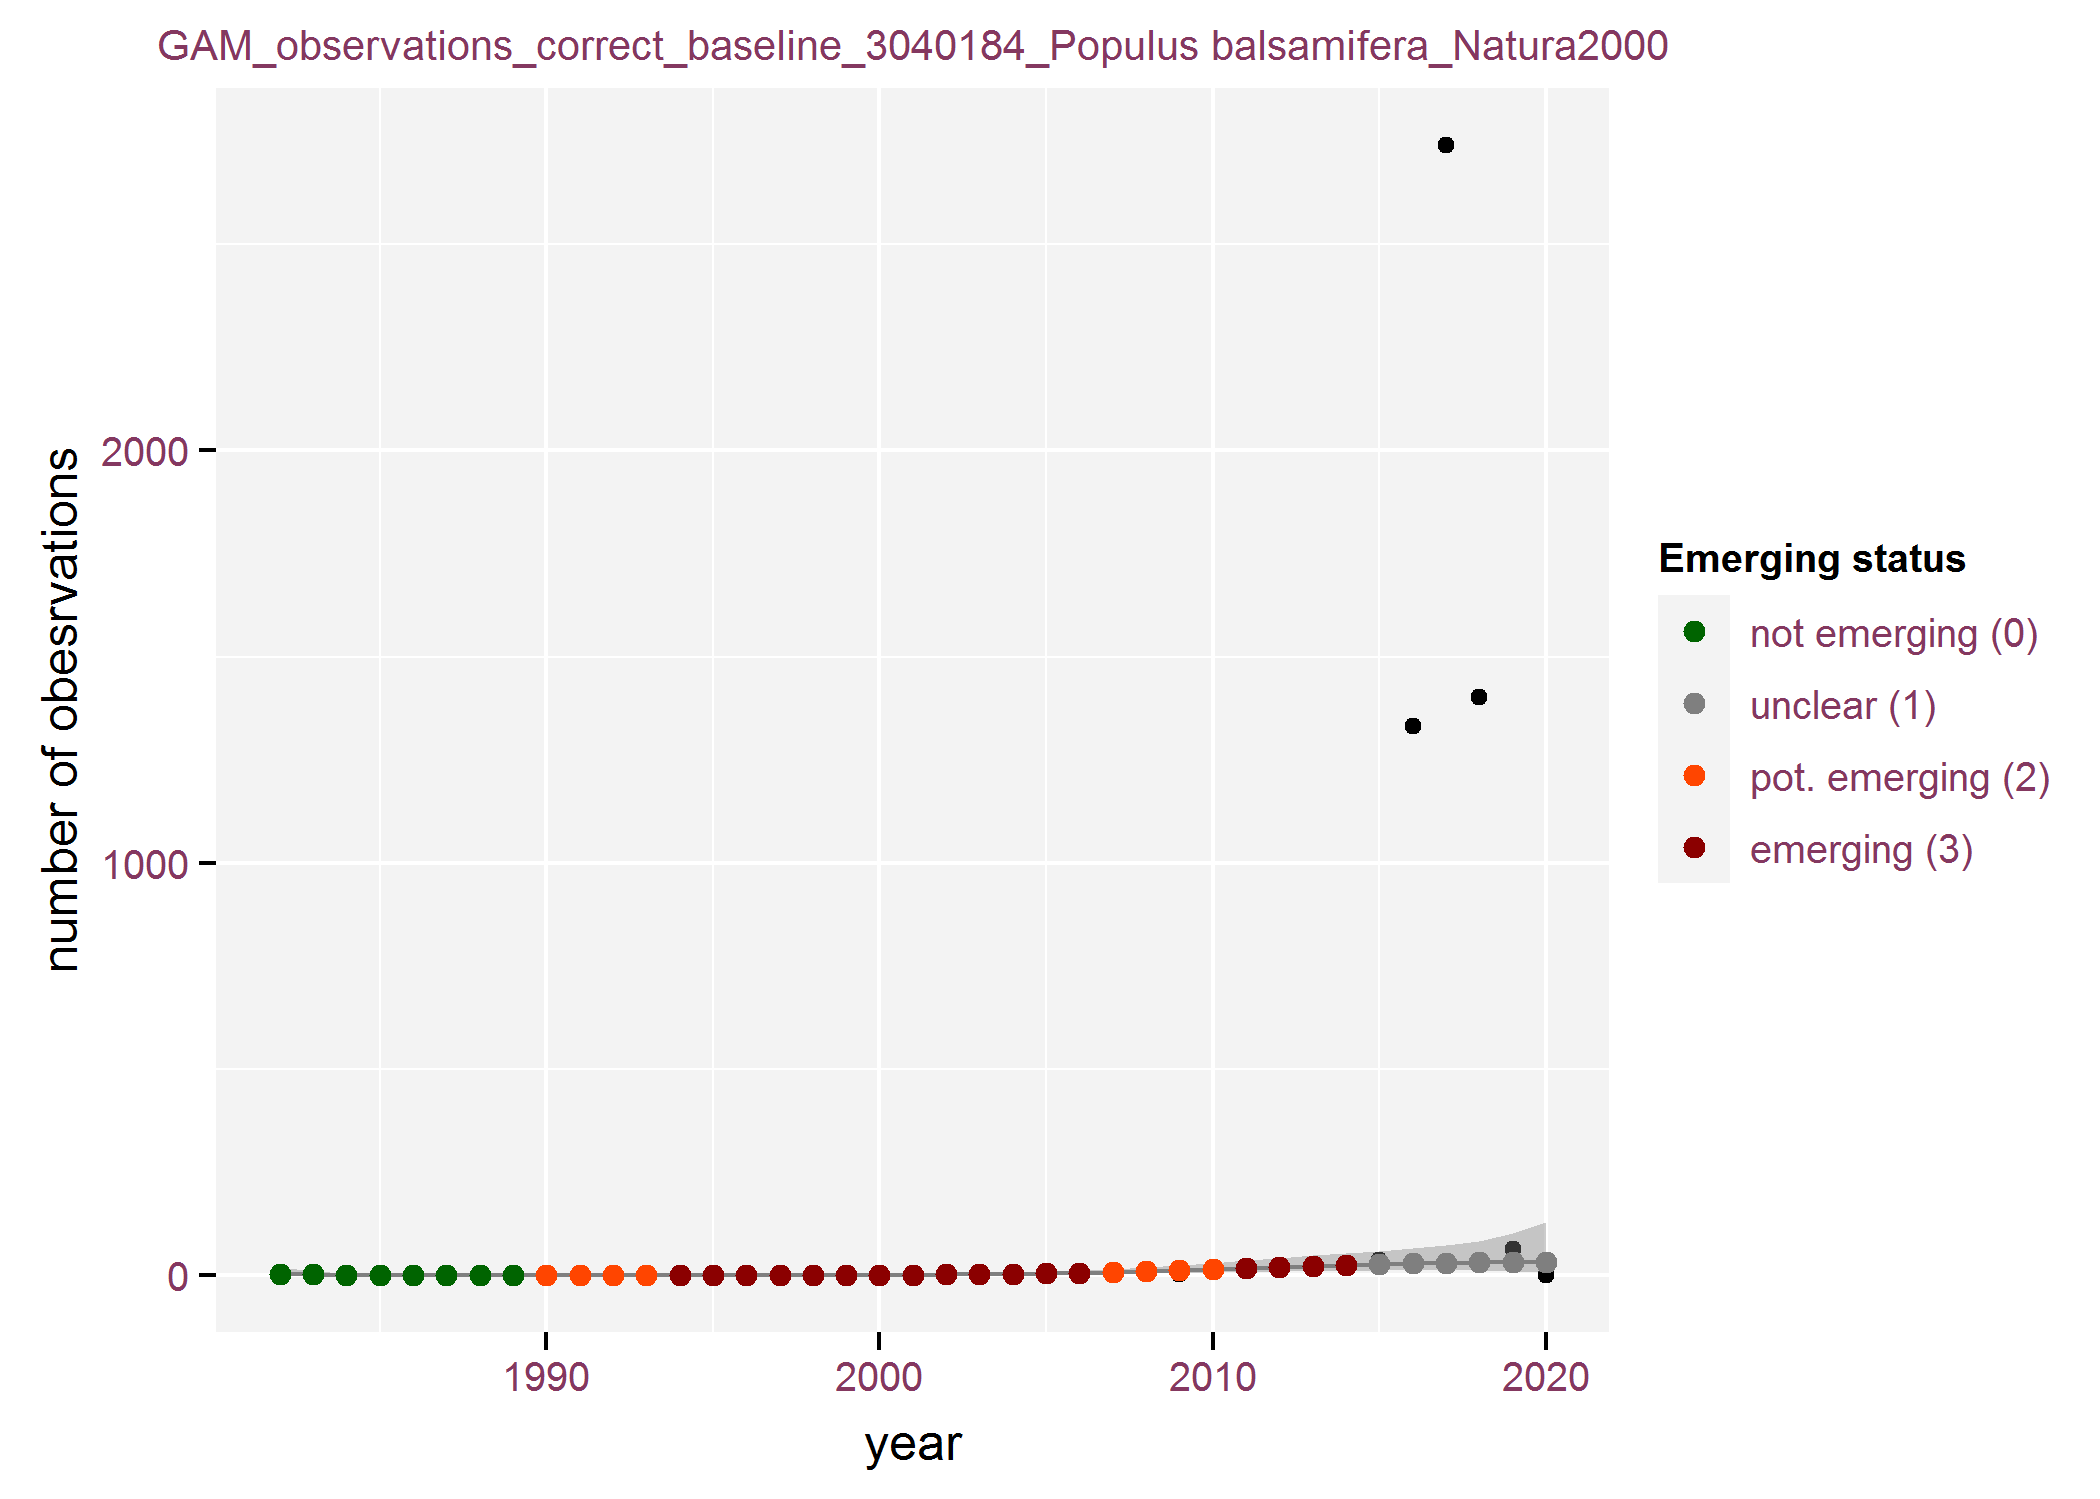 GAM_observations_correct_baseline_3040184_Populus balsamifera_Natura2000
number of obesrvations
2000
1000
0
1990 2000 2010 2020
year
Emerging status
not emerging (0)
unclear (1)
pot. emerging (2)
emerging (3)